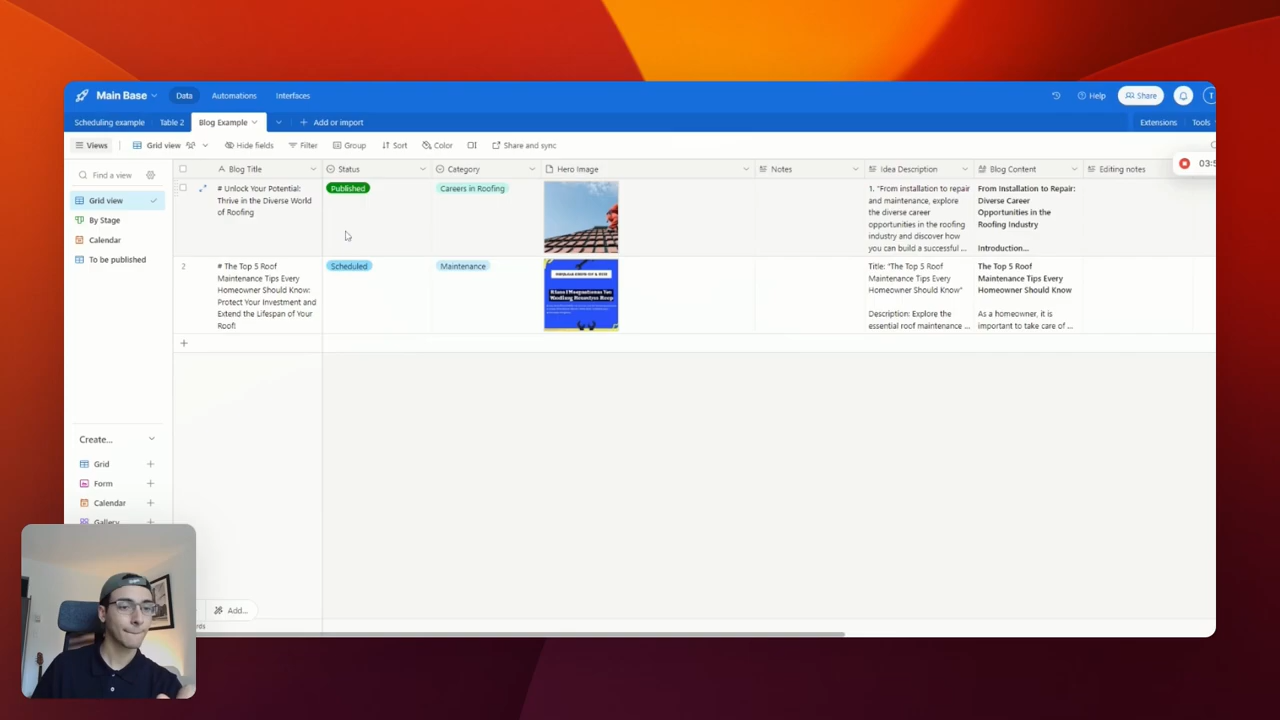 Main Base
Data
Automations
Interfaces
Help
Share
T
Scheduling example
Table 2
Blog Example
Add or import
Extensions
Tools
Views
Grid view
Hide fields
Filter
Group
Sort
Color
Share and sync
Find a view
Blog Title
Status
Category
Hero Image
Notes
Idea Description
Blog Content
Editing notes
03:5
Grid view
By Stage
Calendar
To be published
# Unlock Your Potential:
Thrive in the Diverse World
of Roofing
Published
Careers in Roofing
1. "From installation to repair
and maintenance, explore
the diverse career
opportunities in the roofing
industry and discover how
you can build a successful ...
From Installation to Repair:
Diverse Career
Opportunities in the
Roofing Industry
Introduction...
2
# The Top 5 Roof
Maintenance Tips Every
Homeowner Should Know:
Protect Your Investment and
Extend the Lifespan of Your
Roof!
Scheduled
Maintenance
Title: "The Top 5 Roof
Maintenance Tips Every
Homeowner Should Know"
Description: Explore the
essential roof maintenance ...
The Top 5 Roof
Maintenance Tips Every
Homeowner Should Know
As a homeowner, it is
important to take care of ...
Create...
Grid
Form
Calendar
Gallery
Add...